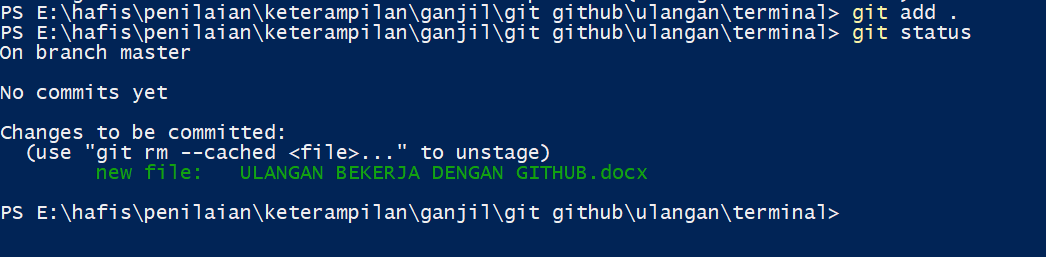 PS E:\hafis\penilaian\keterampilan\ganjil\git github\ulangan\terminal> git add .
PS E:\hafis\penilaian\keterampilan\ganjil\git github\ulangan\terminal> git status
On branch master
No commits yet
Changes to be committed:
(use "git rm --cached <file>..." to unstage)
new file: ULANGAN BEKERJA DENGAN GITHUB.docx
PS E:\hafis\penilaian\keterampilan\ganjil\git github\ulangan\terminal>